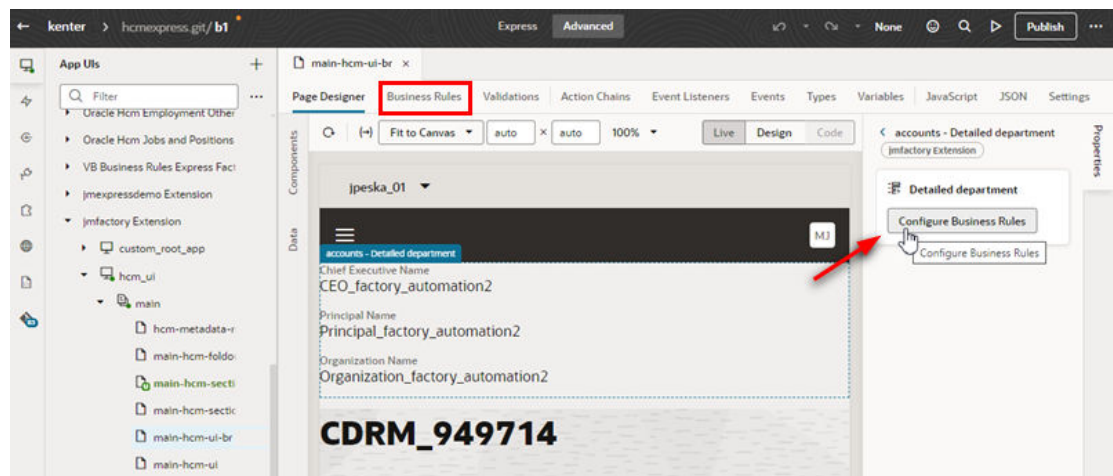 kenter > hcmexpress.git/b1
Express Advanced
None
Publish
App UIs
main-hcm-ui-br ×
Filter
Page Designer Business Rules Validations Action Chains Event Listeners Events Types Variables JavaScript JSON Settings
Oracle Hcm Employment Other
Oracle Hcm Jobs and Positions
VB Business Rules Express Fact
jmexpressdemo Extension
jmfactory Extension
custom_root_app
hcm_ui
main
hcm-metadata-r
main-hcm-foldo
main-hcm-secti
main-hcm-sectic
main-hcm-ui-br
main-hcm-ui
Components
Data
Fit to Canvas auto × auto 100% Live Design Code
jpeska_01
MJ
accounts - Detailed department
Chief Executive Name
CEO_factory_automation2
Principal Name
Principal_factory_automation2
Organization Name
Organization_factory_automation2
CDRM_949714
accounts - Detailed department
jmfactory Extension
Detailed department
Configure Business Rules
Configure Business Rules
Properties